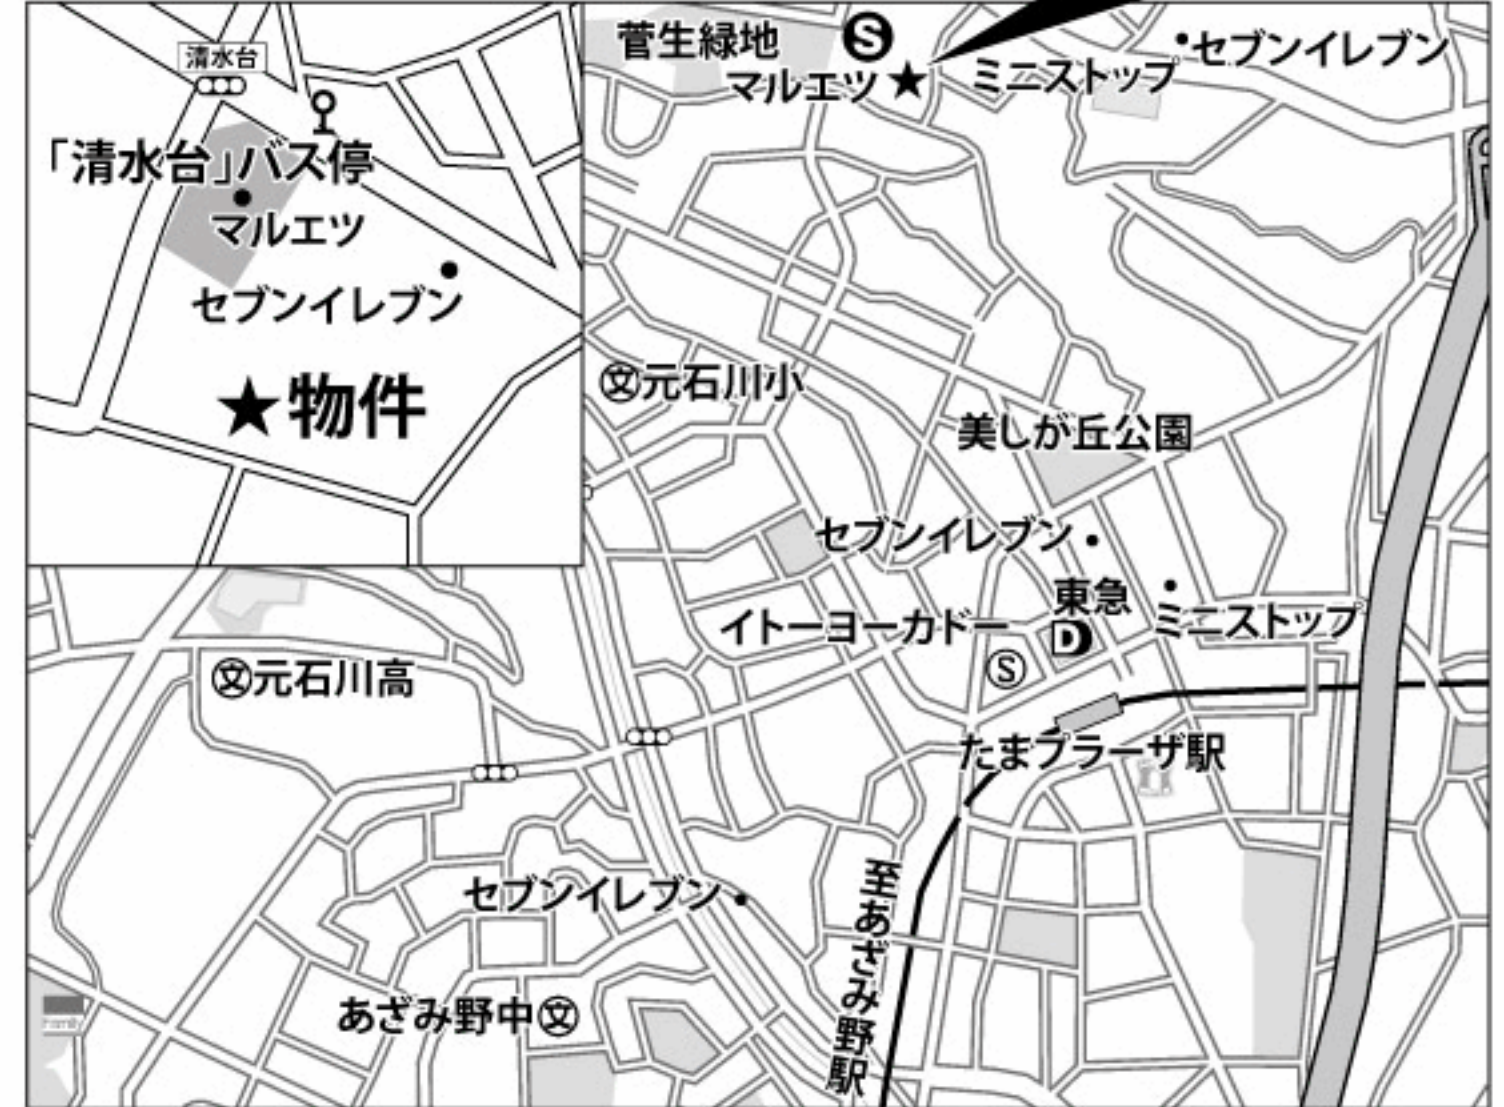 清水台
「清水台」バス停
マルエツ
セブンイレブン
★物件
菅生緑地
S
マルエツ★
ミニストップ
セブンイレブン
文元石川小
美しが丘公園
セブンイレブン
東急
D
ミニストップ
イトーヨーカドー
S
文元石川高
たまプラーザ駅
セブンイレブン
至あざみ野駅
あざみ野中文